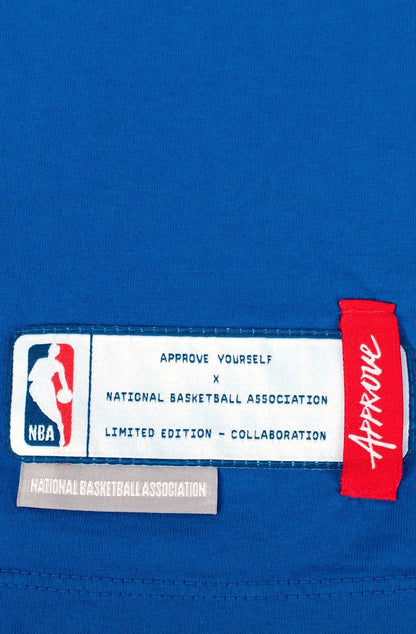 APPROVE YOURSELF
X
NATIONAL BASKETBALL ASSOCIATION
LIMITED EDITION – COLLABORATION
NBA
APPROVE
NATIONAL BASKETBALL ASSOCIATION